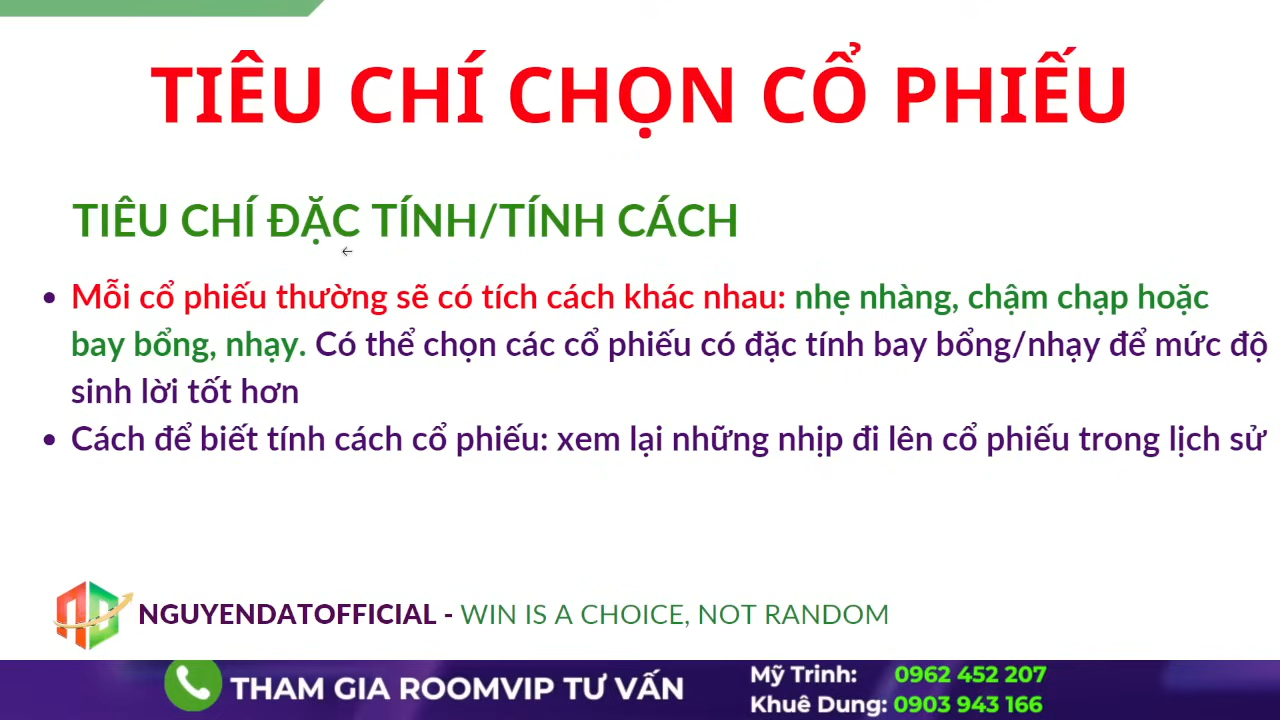 TIÊU CHÍ CHỌN CỔ PHIẾU
TIÊU CHÍ ĐẶC TÍNH/TÍNH CÁCH
• Mỗi cổ phiếu thường sẽ có tích cách khác nhau: nhẹ nhàng, chậm chạp hoặc
bay bổng, nhạy. Có thể chọn các cổ phiếu có đặc tính bay bổng/nhạy để mức độ
sinh lời tốt hơn
• Cách để biết tính cách cổ phiếu: xem lại những nhịp đi lên cổ phiếu trong lịch sử
NGUYENDATOFFICIAL - WIN IS A CHOICE, NOT RANDOM
THAM GIA ROOMVIP TƯ VẤN
Mỹ Trinh: 0962 452 207
Khuê Dung: 0903 943 166